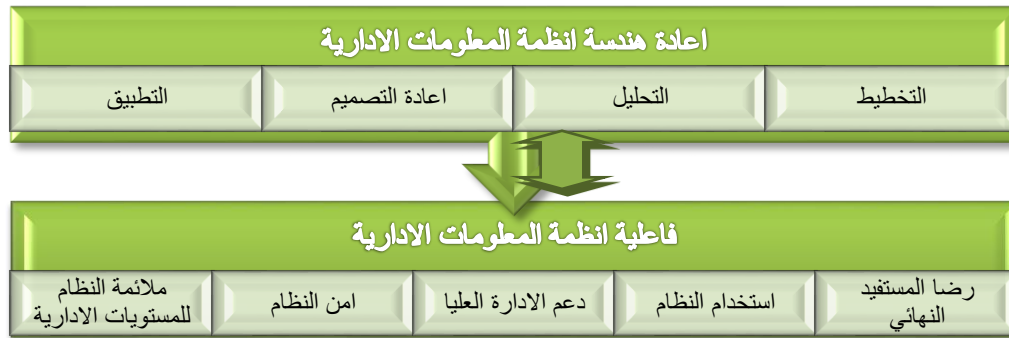 اعادة هندسة انظمة المعلومات الادارية
التخطيط
التحليل
اعادة التصميم
التطبيق
فاعلية انظمة المعلومات الادارية
رضا المستفيد
النهائي
استخدام النظام
دعم الادارة العليا
امن النظام
ملائمة النظام
للمستويات الادارية